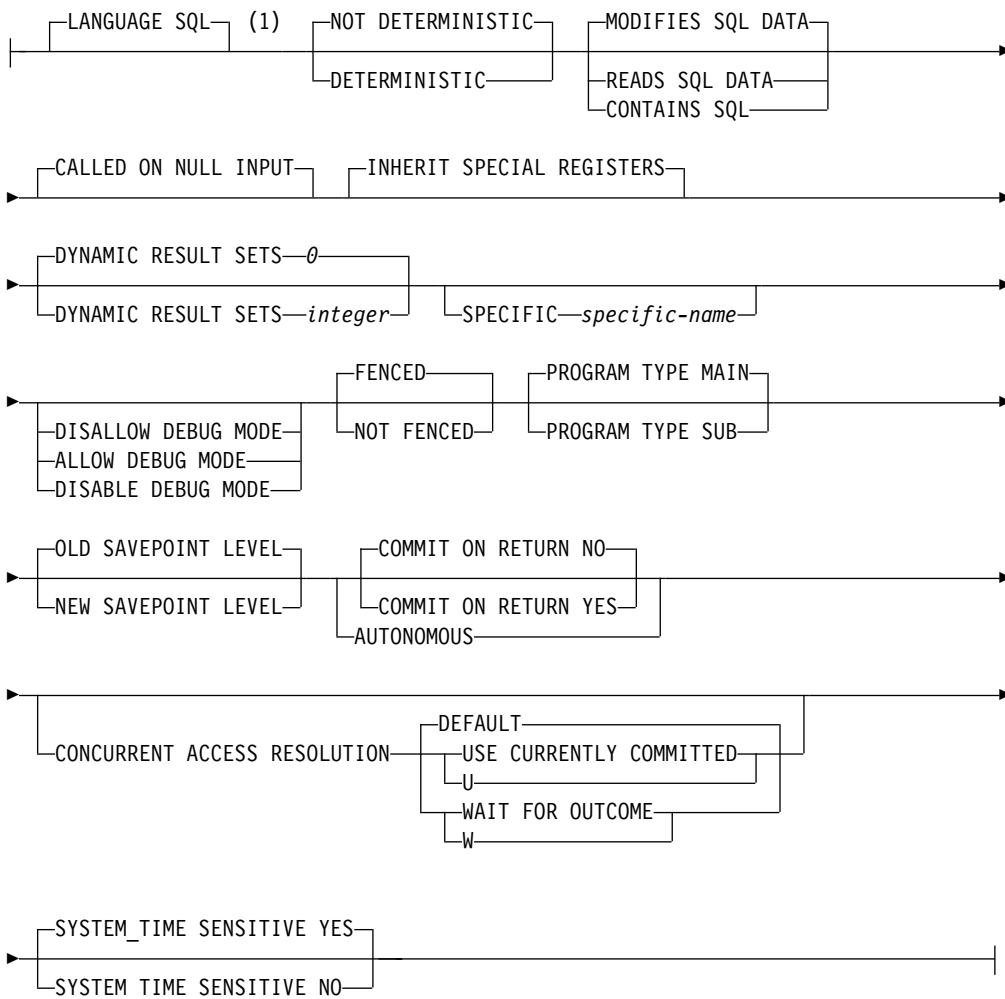 LANGUAGE SQL (1) NOT DETERMINISTIC MODIFIES SQL DATA
DETERMINISTIC READS SQL DATA
CONTAINS SQL
CALLED ON NULL INPUT INHERIT SPECIAL REGISTERS
DYNAMIC RESULT SETS 0
DYNAMIC RESULT SETS integer SPECIFIC specific-name
FENCED PROGRAM TYPE MAIN
DISALLOW DEBUG MODE NOT FENCED PROGRAM TYPE SUB
ALLOW DEBUG MODE
DISABLE DEBUG MODE
OLD SAVEPOINT LEVEL COMMIT ON RETURN NO
NEW SAVEPOINT LEVEL COMMIT ON RETURN YES
AUTONOMOUS
DEFAULT
CONCURRENT ACCESS RESOLUTION USE CURRENTLY COMMITTED
U
WAIT FOR OUTCOME
W
SYSTEM_TIME SENSITIVE YES
SYSTEM TIME SENSITIVE NO